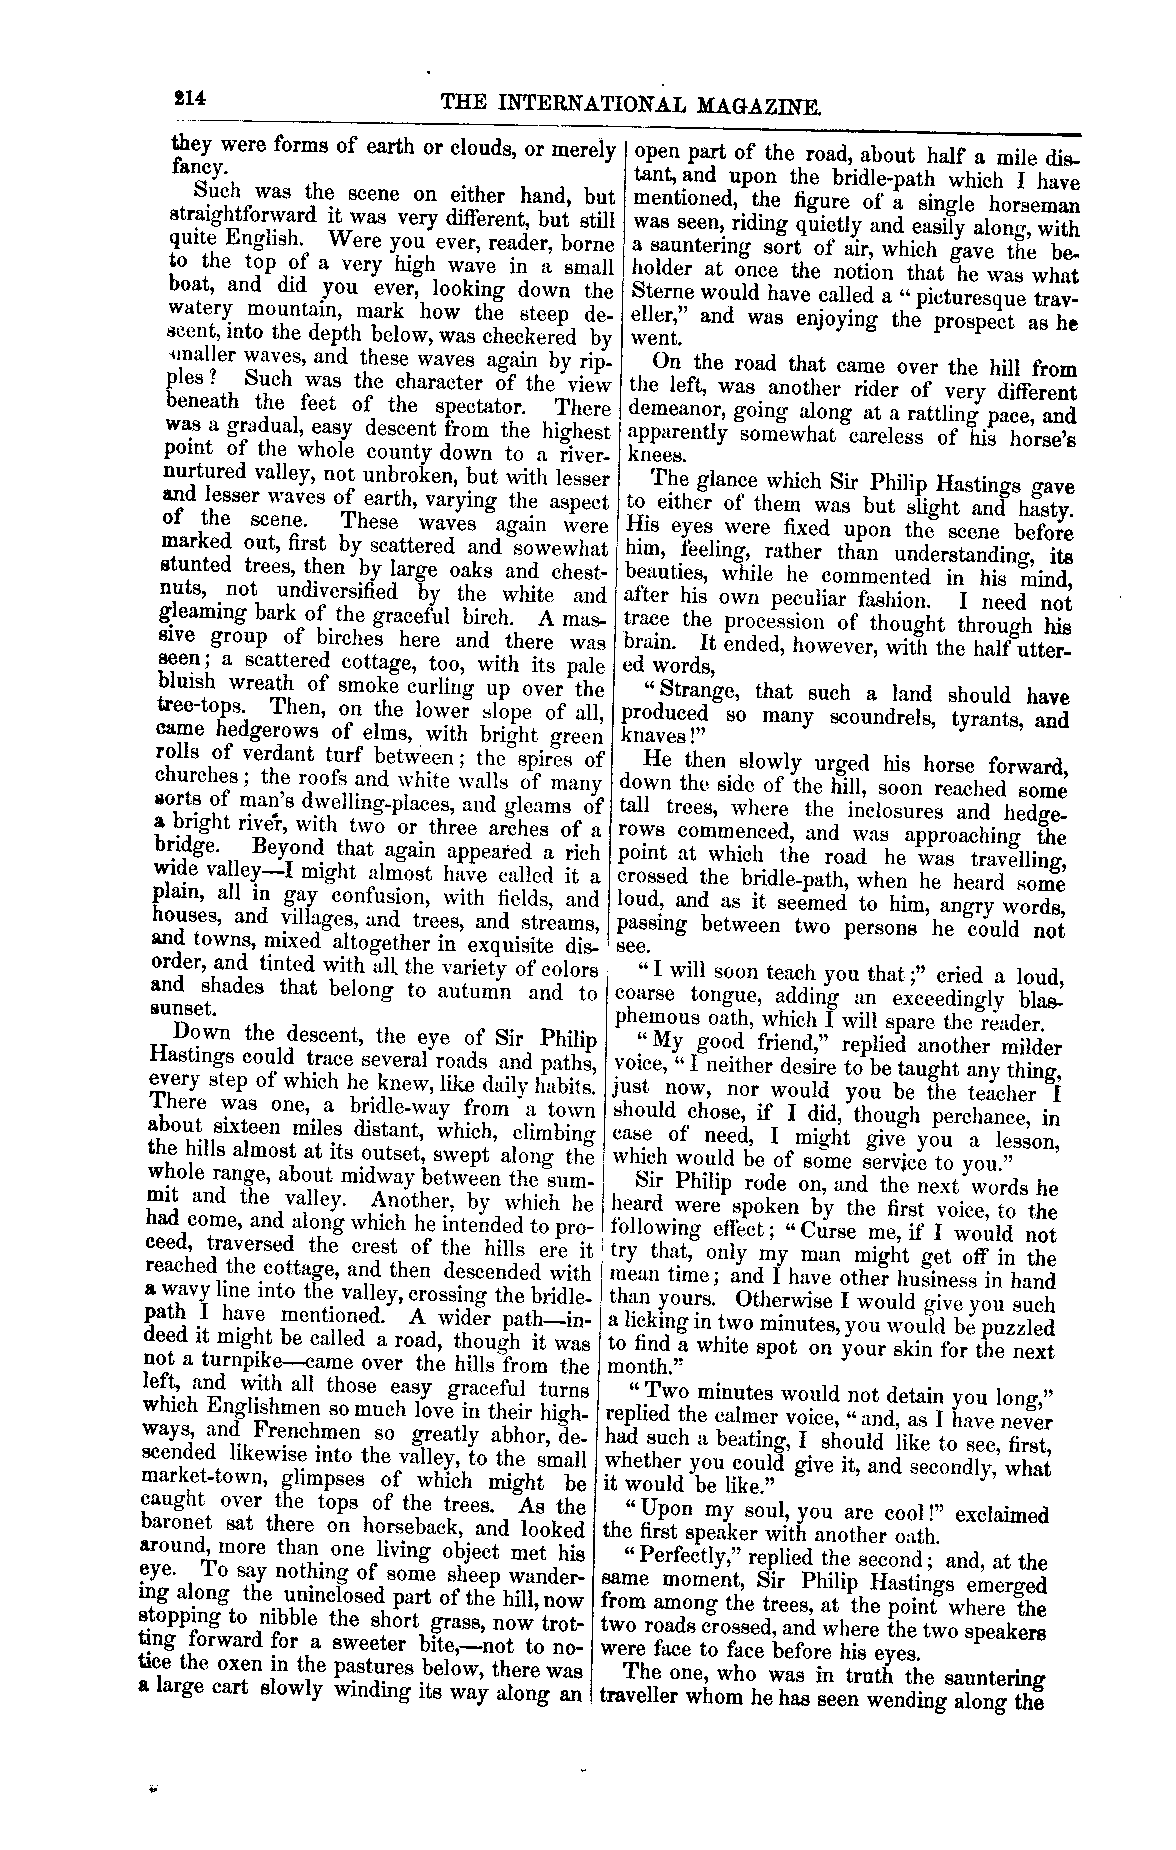 214
THE INTERNATIONAL MAGAZINE.
they were forms of earth or clouds, or merely
fancy.
Such was the scene on either hand, but
straightforward it was very different, but still
quite English. Were you ever, reader, borne
to the top of a very high wave in a small
boat, and did you ever, looking down the
watery mountain, mark how the steep de-
scent, into the depth below, was checkered by
smaller waves, and these waves again by rip-
ples? Such was the character of the view
beneath the feet of the spectator. There
was a gradual, easy descent from the highest
point of the whole county down to a river-
nurtured valley, not unbroken, but with lesser
and lesser waves of earth, varying the aspect
of the scene. These waves again were
marked out, first by scattered and sowewhat
stunted trees, then by large oaks and chest-
nuts, not undiversified by the white and
gleaming bark of the graceful birch. A mas-
sive group of birches here and there was
seen; a scattered cottage, too, with its pale
bluish wreath of smoke curling up over the
tree-tops. Then, on the lower slope of all,
came hedgerows of elms, with bright green
rolls of verdant turf between; the spires of
churches; the roofs and white walls of many
sorts of man's dwelling-places, and gleams of
a bright river, with two or three arches of a
bridge. Beyond that again appeared a rich
wide valley—I might almost have called it a
plain, all in gay confusion, with fields, and
houses, and villages, and trees, and streams,
and towns, mixed altogether in exquisite dis-
order, and tinted with all the variety of colors
and shades that belong to autumn and to
sunset.
Down the descent, the eye of Sir Philip
Hastings could trace several roads and paths,
every step of which he knew, like daily habits.
There was one, a bridle-way from a town
about sixteen miles distant, which, climbing
the hills almost at its outset, swept along the
whole range, about midway between the sum-
mit and the valley. Another, by which he
had come, and along which he intended to pro-
ceed, traversed the crest of the hills ere it
reached the cottage, and then descended with
a wavy line into the valley, crossing the bridle-
path I have mentioned. A wider path—in-
deed it might be called a road, though it was
not a turnpike—came over the hills from the
left, and with all those easy graceful turns
which Englishmen so much love in their high-
ways, and Frenchmen so greatly abhor, de-
scended likewise into the valley, to the small
market-town, glimpses of which might be
caught over the tops of the trees. As the
baronet sat there on horseback, and looked
around, more than one living object met his
eye. To say nothing of some sheep wander-
ing along the uninclosed part of the hill, now
stopping to nibble the short grass, now trot-
ting forward for a sweeter bite,—not to no-
tice the oxen in the pastures below, there was
a large cart slowly winding its way along an
open part of the road, about half a mile dis-
tant, and upon the bridle-path which I have
mentioned, the figure of a single horseman
was seen, riding quietly and easily along, with
a sauntering sort of air, which gave the be-
holder at once the notion that he was what
Sterne would have called a "picturesque trav-
eller," and was enjoying the prospect as he
went.
On the road that came over the hill from
the left, was another rider of very different
demeanor, going along at a rattling pace, and
apparently somewhat careless of his horse's
knees.
The glance which Sir Philip Hastings gave
to either of them was but slight and hasty.
His eyes were fixed upon the scene before
him, feeling, rather than understanding, its
beauties, while he commented in his mind,
after his own peculiar fashion. I need not
trace the procession of thought through his
brain. It ended, however, with the half utter-
ed words,
"Strange, that such a land should have
produced so many scoundrels, tyrants, and
knaves!"
He then slowly urged his horse forward,
down the side of the hill, soon reached some
tall trees, where the inclosures and hedge-
rows commenced, and was approaching the
point at which the road he was travelling,
crossed the bridle-path, when he heard some
loud, and as it seemed to him, angry words,
passing between two persons he could not
see.
"I will soon teach you that;" cried a loud,
coarse tongue, adding an exceedingly blas-
phemous oath, which I will spare the reader.
"My good friend," replied another milder
voice, "I neither desire to be taught any thing,
just now, nor would you be the teacher I
should chose, if I did, though perchance, in
case of need, I might give you a lesson,
which would be of some service to you."
Sir Philip rode on, and the next words he
heard were spoken by the first voice, to the
following effect; "Curse me, if I would not
try that, only my man might get off in the
mean time; and I have other business in hand
than yours. Otherwise I would give you such
a licking in two minutes, you would be puzzled
to find a white spot on your skin for the next
month."
"Two minutes would not detain you long,"
replied the calmer voice, "and, as I have never
had such a beating, I should like to see, first,
whether you could give it, and secondly, what
it would be like."
"Upon my soul, you are cool!" exclaimed
the first speaker with another oath.
"Perfectly," replied the second; and, at the
same moment, Sir Philip Hastings emerged
from among the trees, at the point where the
two roads crossed, and where the two speakers
were face to face before his eyes.
The one, who was in truth the sauntering
traveller whom he has seen wending along the